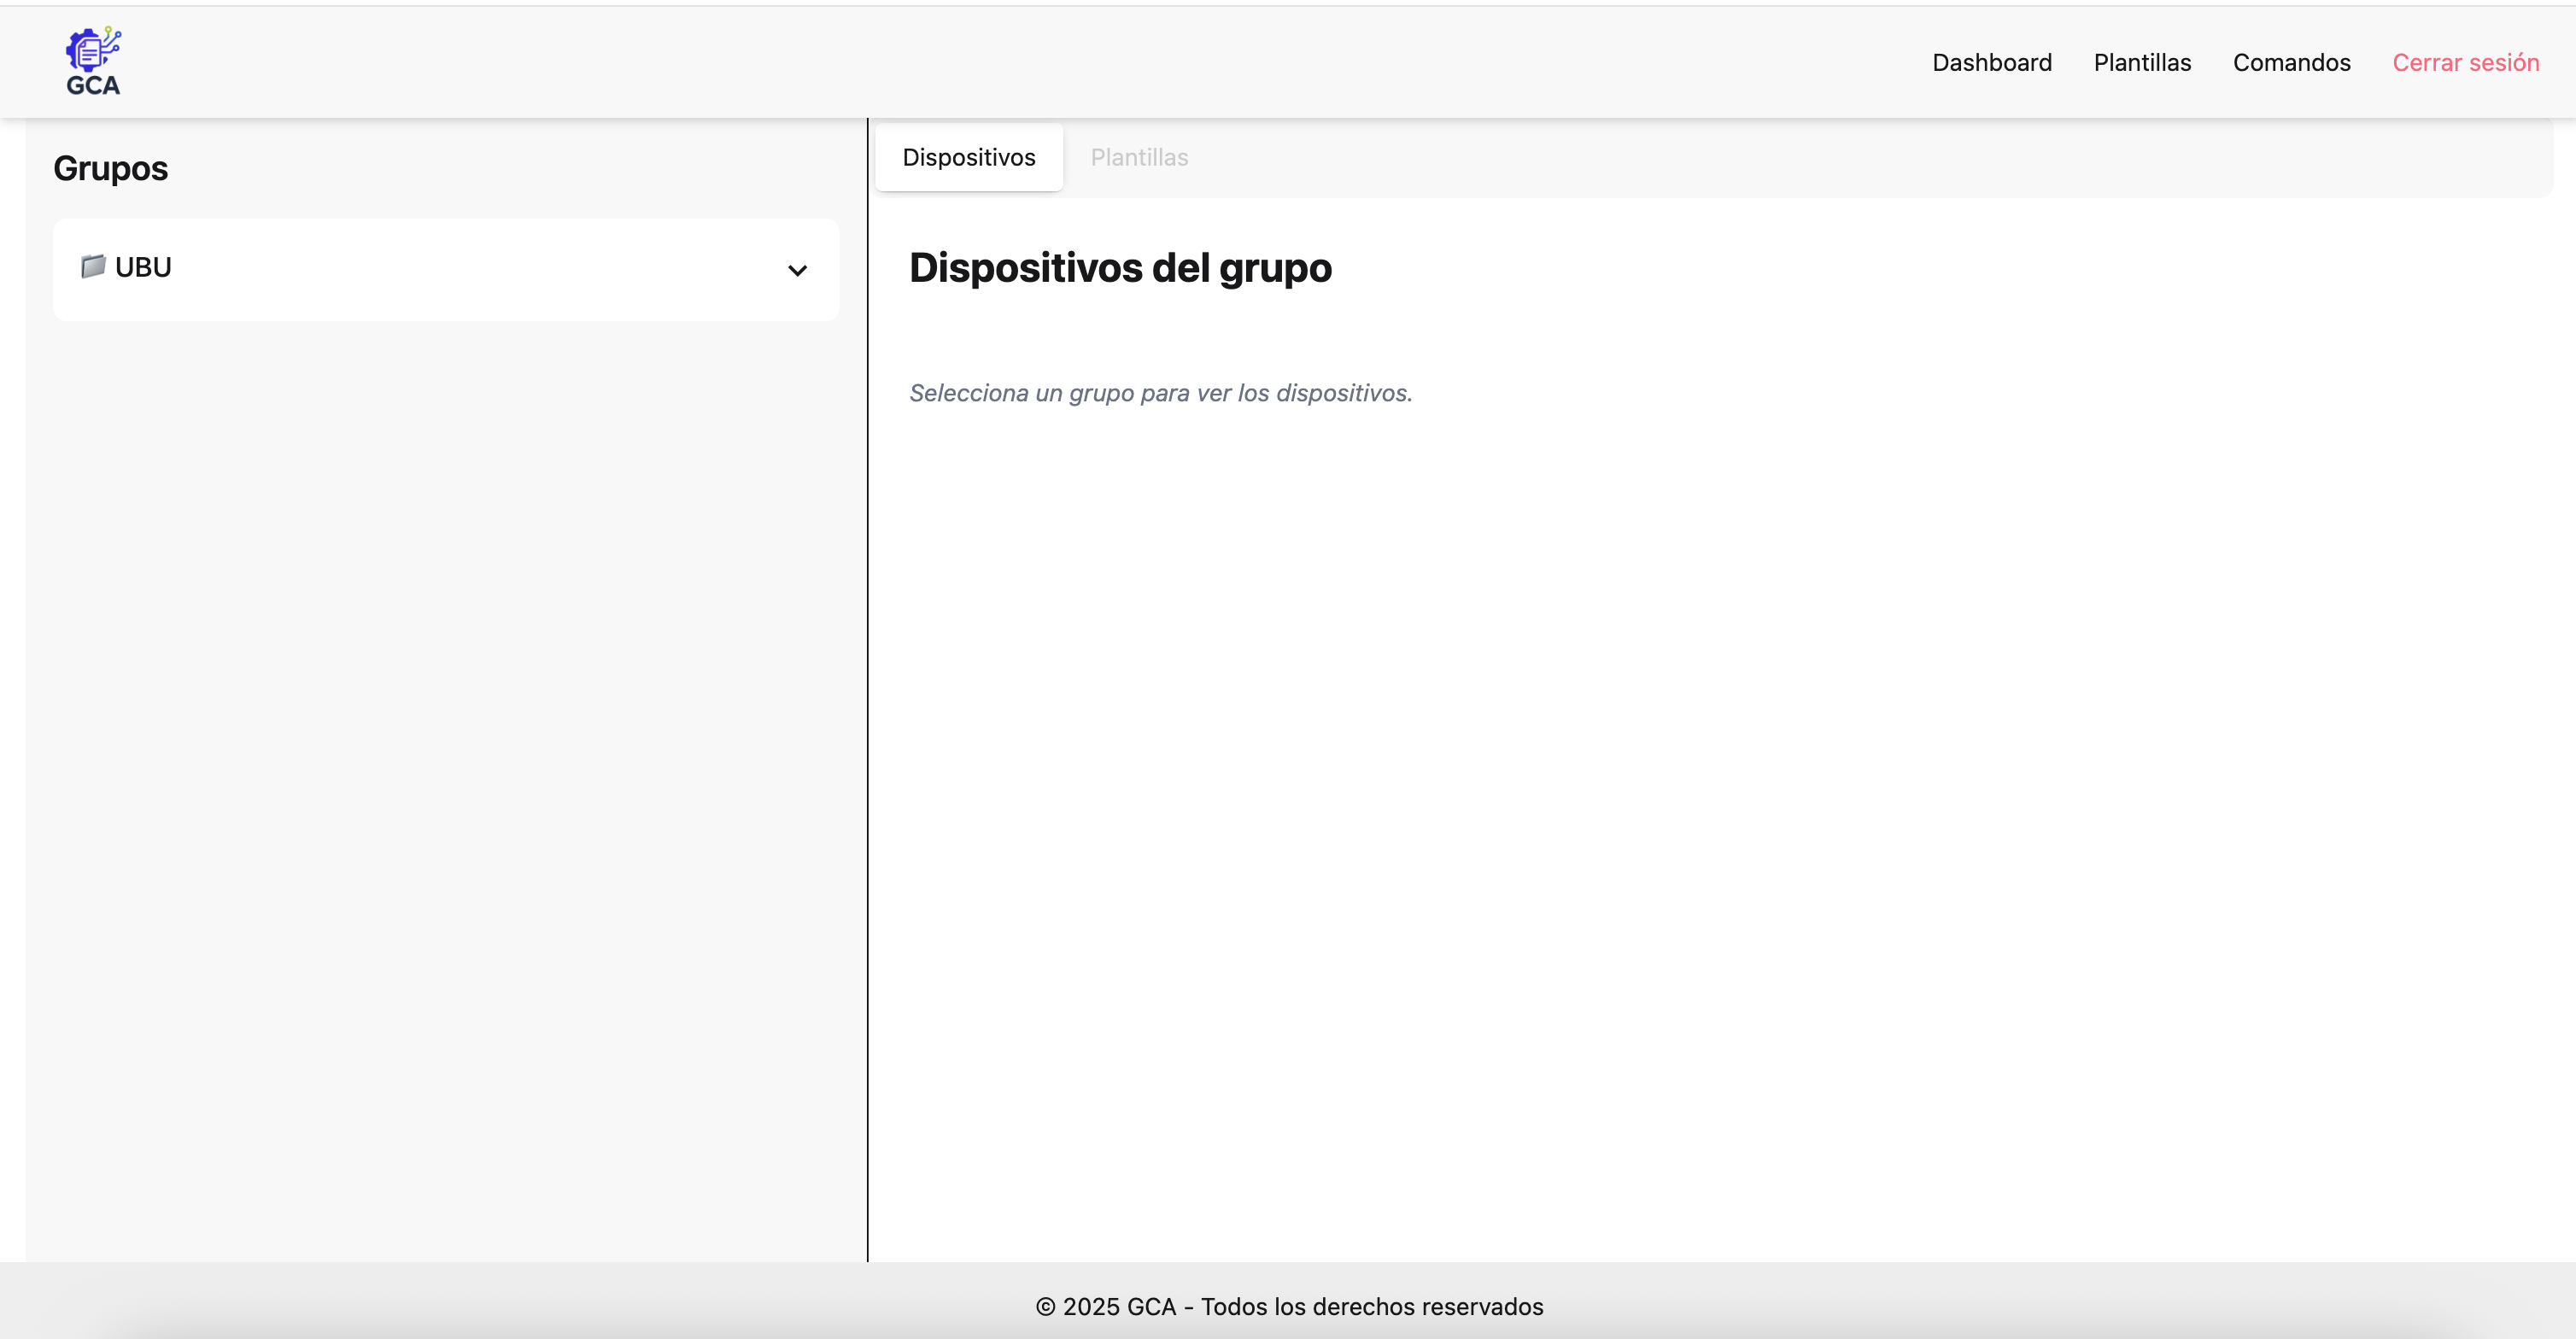 GCA
Dashboard Plantillas Comandos Cerrar sesión
Grupos
UBU
Dispositivos Plantillas
Dispositivos del grupo
Selecciona un grupo para ver los dispositivos.
© 2025 GCA - Todos los derechos reservados